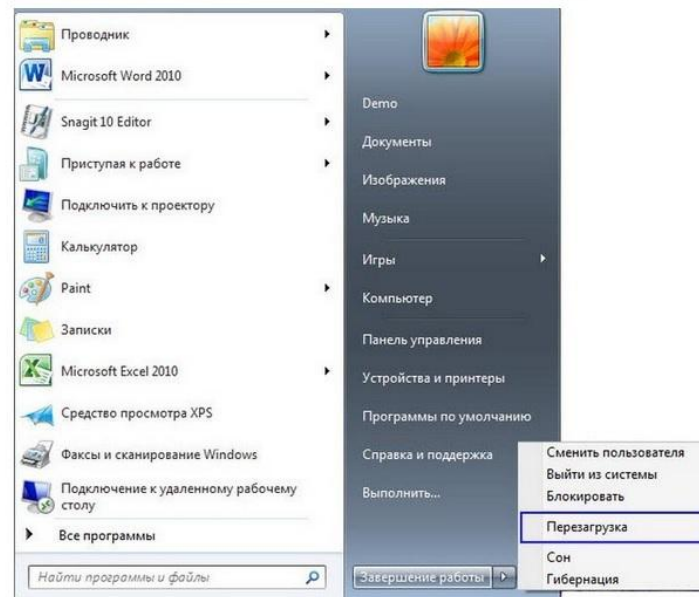 Проводник
Microsoft Word 2010
Snagit 10 Editor
Приступая к работе
Подключить к проектору
Калькулятор
Paint
Записки
Microsoft Excel 2010
Средство просмотра XPS
Факсы и сканирование Windows
Подключение к удаленному рабочему
столу
Все программы
Найти программы и файлы
Demo
Документы
Изображения
Музыка
Игры
Компьютер
Панель управления
Устройства и принтеры
Программы по умолчанию
Справка и поддержка
Выполнить...
Завершение работы
Сменить пользователя
Выйти из системы
Блокировать
Перезагрузка
Сон
Гибернация